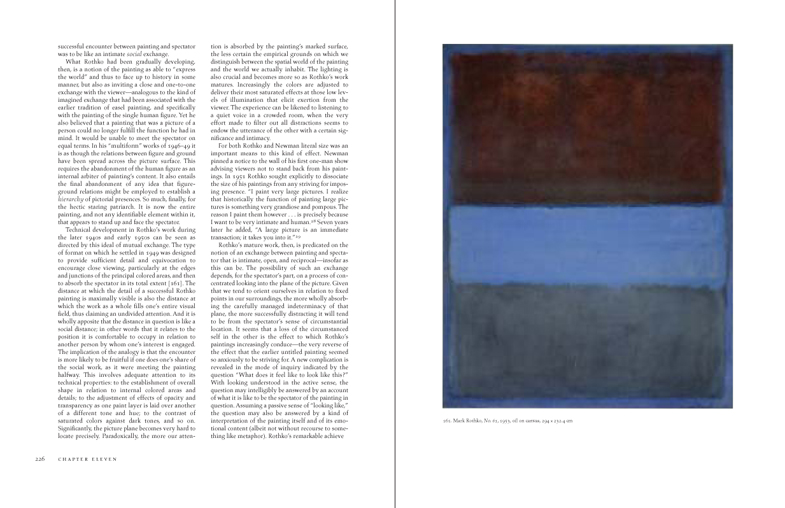 successful encounter between painting and spectator
was to be like an intimate social exchange.
What Rothko had been gradually developing,
then, is a notion of the painting as able to “express
the world” and thus to face up to history in some
manner, but also as inviting a close and one-to-one
exchange with the viewer—analogous to the kind of
imagined exchange that had been associated with the
earlier tradition of easel painting, and specifically
with the painting of the single human figure. Yet he
also believed that a painting that was a picture of a
person could no longer fulfill the function he had in
mind. It would be unable to meet the spectator on
equal terms. In his “multiform” works of 1946–49 it
is as though the relations between figure and ground
have been spread across the picture surface. This
requires the abandonment of the human figure as an
internal arbiter of painting's content. It also entails
the final abandonment of any idea that figure-
ground relations might be employed to establish a
hierarchy of pictorial presences. So much, finally, for
the hectic staring patriarch. It is now the entire
painting, and not any identifiable element within it,
that appears to stand up and face the spectator.
Technical development in Rothko's work during
the later 1940s and early 1950s can be seen as
directed by this ideal of mutual exchange. The type
of format on which he settled in 1949 was designed
to provide sufficient detail and equivocation to
encourage close viewing, particularly at the edges
and junctions of the principal colored areas, and then
to absorb the spectator in its total extent [161]. The
distance at which the detail of a successful Rothko
painting is maximally visible is also the distance at
which the work as a whole fills one's entire visual
field, thus claiming an undivided attention. And it is
wholly apposite that the distance in question is like a
social distance; in other words that it relates to the
position it is comfortable to occupy in relation to
another person by whom one's interest is engaged.
The implication of the analogy is that the encounter
is more likely to be fruitful if one does one's share of
the social work, as it were meeting the painting
halfway. This involves adequate attention to its
technical properties: to the establishment of overall
shape in relation to internal colored areas and
details; to the adjustment of effects of opacity and
transparency as one paint layer is laid over another
of a different tone and hue; to the contrast of
saturated colors against dark tones, and so on.
Significantly, the picture plane becomes very hard to
locate precisely. Paradoxically, the more our atten-
tion is absorbed by the painting's marked surface,
the less certain the empirical grounds on which we
distinguish between the spatial world of the painting
and the world we actually inhabit. The lighting is
also crucial and becomes more so as Rothko's work
matures. Increasingly the colors are adjusted to
deliver their most saturated effects at those low lev-
els of illumination that elicit exertion from the
viewer. The experience can be likened to listening to
a quiet voice in a crowded room, when the very
effort made to filter out all distractions seems to
endow the utterance of the other with a certain sig-
nificance and intimacy.
For both Rothko and Newman literal size was an
important means to this kind of effect. Newman
pinned a notice to the wall of his first one-man show
advising viewers not to stand back from his paint-
ings. In 1951 Rothko sought explicitly to dissociate
the size of his paintings from any striving for impos-
ing presence. “I paint very large pictures. I realize
that historically the function of painting large pic-
tures is something very grandiose and pompous. The
reason I paint them however . . . is precisely because
I want to be very intimate and human.” Seven years
later he added, “A large picture is an immediate
transaction; it takes you into it.”
Rothko's mature work, then, is predicated on the
notion of an exchange between painting and specta-
tor that is intimate, open, and reciprocal—insofar as
this can be. The possibility of such an exchange
depends, for the spectator's part, on a process of con-
centrated looking into the plane of the picture. Given
that we tend to orient ourselves in relation to fixed
points in our surroundings, the more wholly absorb-
ing the carefully managed indeterminacy of that
plane, the more successfully distracting it will tend
to be from the spectator's sense of circumstantial
location. It seems that a loss of the circumstanced
self in the other is the effect to which Rothko's
paintings increasingly conduce—the very reverse of
the effect that the earlier untitled painting seemed
so anxiously to be striving for. A new complication is
revealed in the mode of inquiry indicated by the
question “What does it feel like to look like this?”
With looking understood in the active sense, the
question may intelligibly be answered by an account
of what it is like to be the spectator of the painting in
question. Assuming a passive sense of “looking like,”
the question may also be answered by a kind of
interpretation of the painting itself and of its emo-
tional content (albeit not without recourse to some-
thing like metaphor). Rothko's remarkable achieve
226 CHAPTER ELEVEN
161. Mark Rothko, No. 61, 1953, oil on canvas, 294 x 232.4 cm